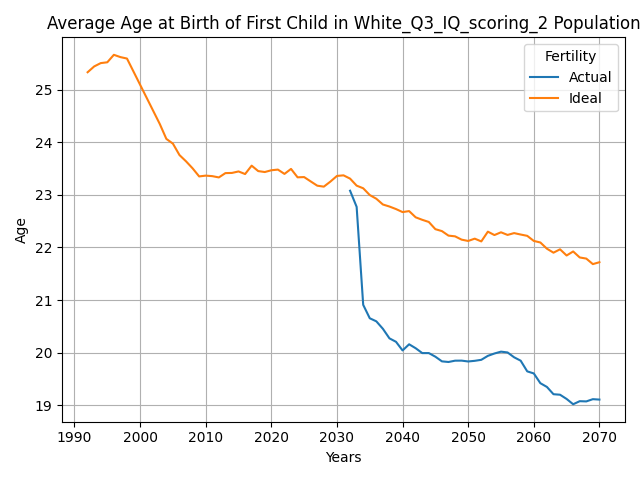 Average Age at Birth of First Child in White_Q3_IQ_scoring_2 Population
Fertility
Actual
Ideal
Age
25
24
23
22
21
20
19
1990 2000 2010 2020 2030 2040 2050 2060 2070
Years